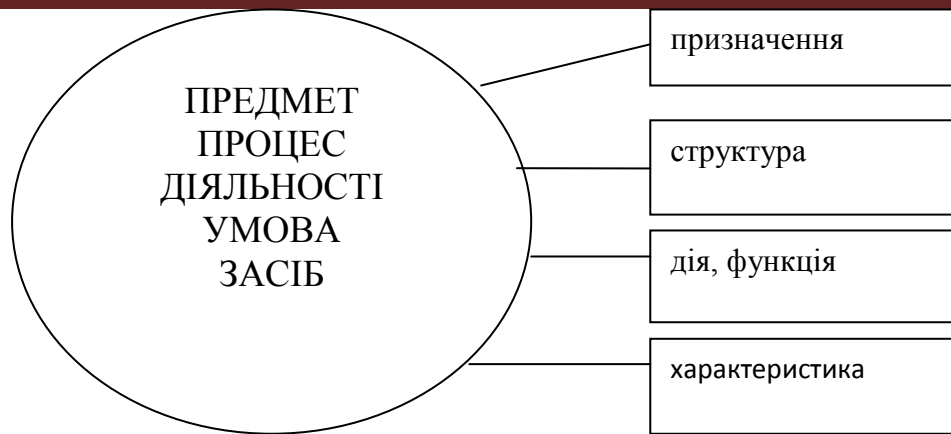 ПРЕДМЕТ
ПРОЦЕС
ДІЯЛЬНОСТІ
УМОВА
ЗАСІБ
призначення
структура
дія, функція
характеристика